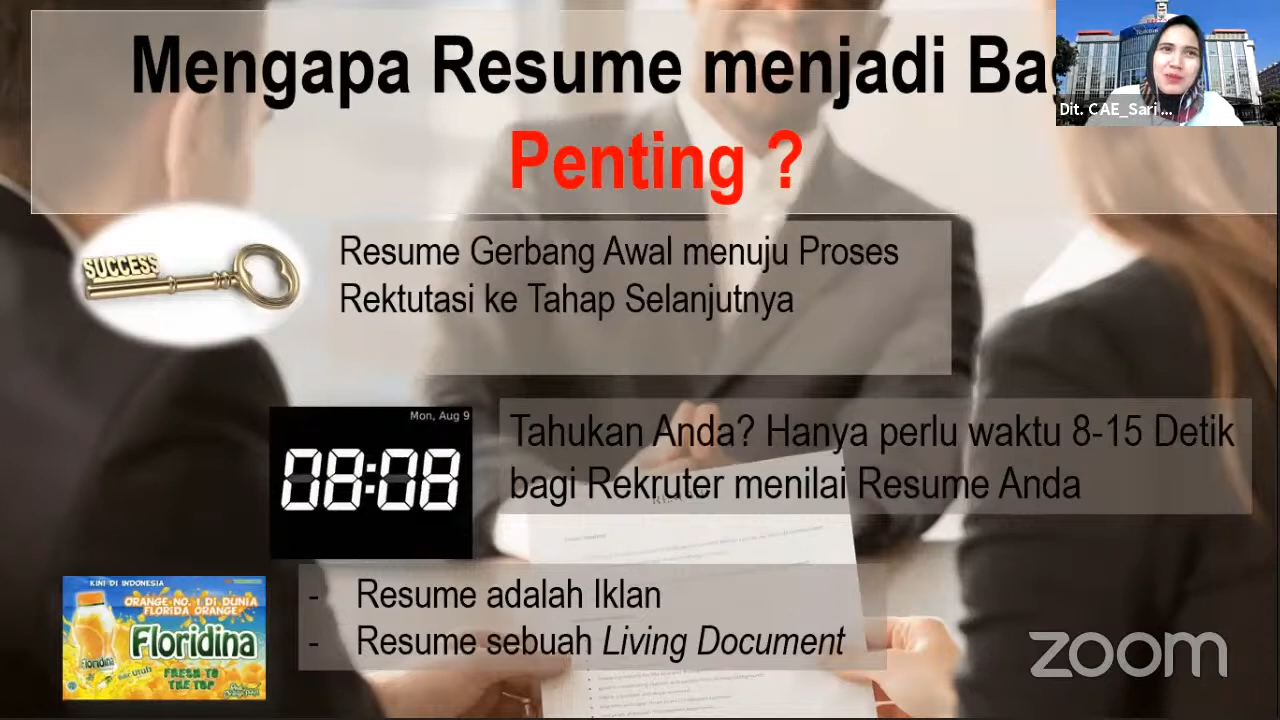 Mengapa Resume menjadi
Penting ?
Dit. CAE_Sari ...
SUCCESS
Resume Gerbang Awal menuju Proses
Rektutasi ke Tahap Selanjutnya
Mon, Aug 9
08:08
Tahukan Anda? Hanya perlu waktu 8-15 Detik
bagi Rekruter menilai Resume Anda
KINI DI INDONESIA
ORANGE NO. 1 DI DUNIA
FLORIDA ORANGE
Floridina
Floridina
FRESH TO
THE TOP
- Resume adalah Iklan
- Resume sebuah Living Document
zoom